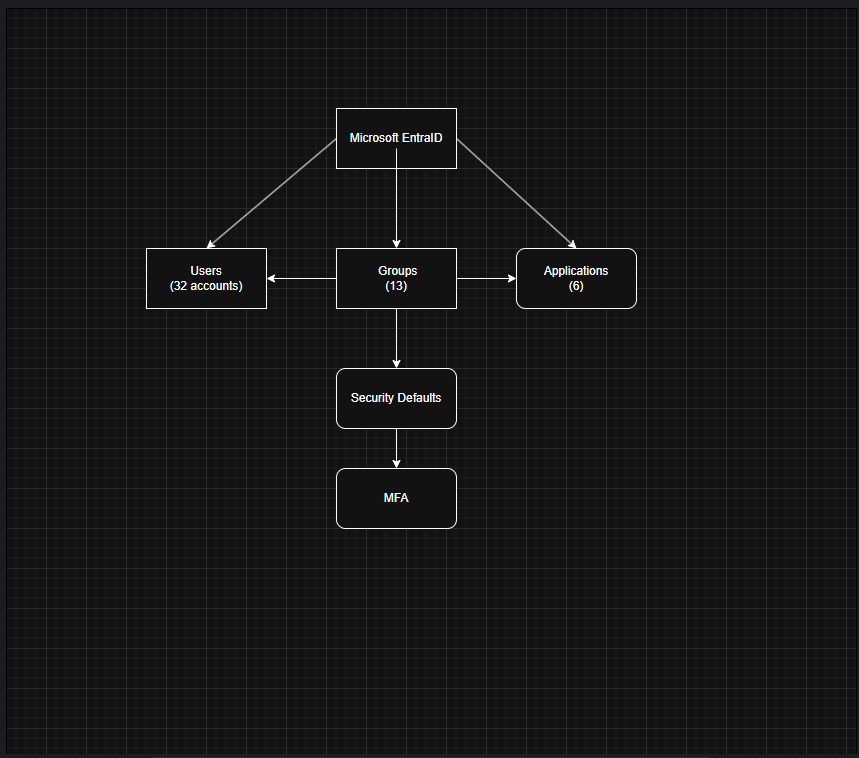 Microsoft EntraID
Users
(32 accounts)
Groups
(13)
Applications
(6)
Security Defaults
MFA